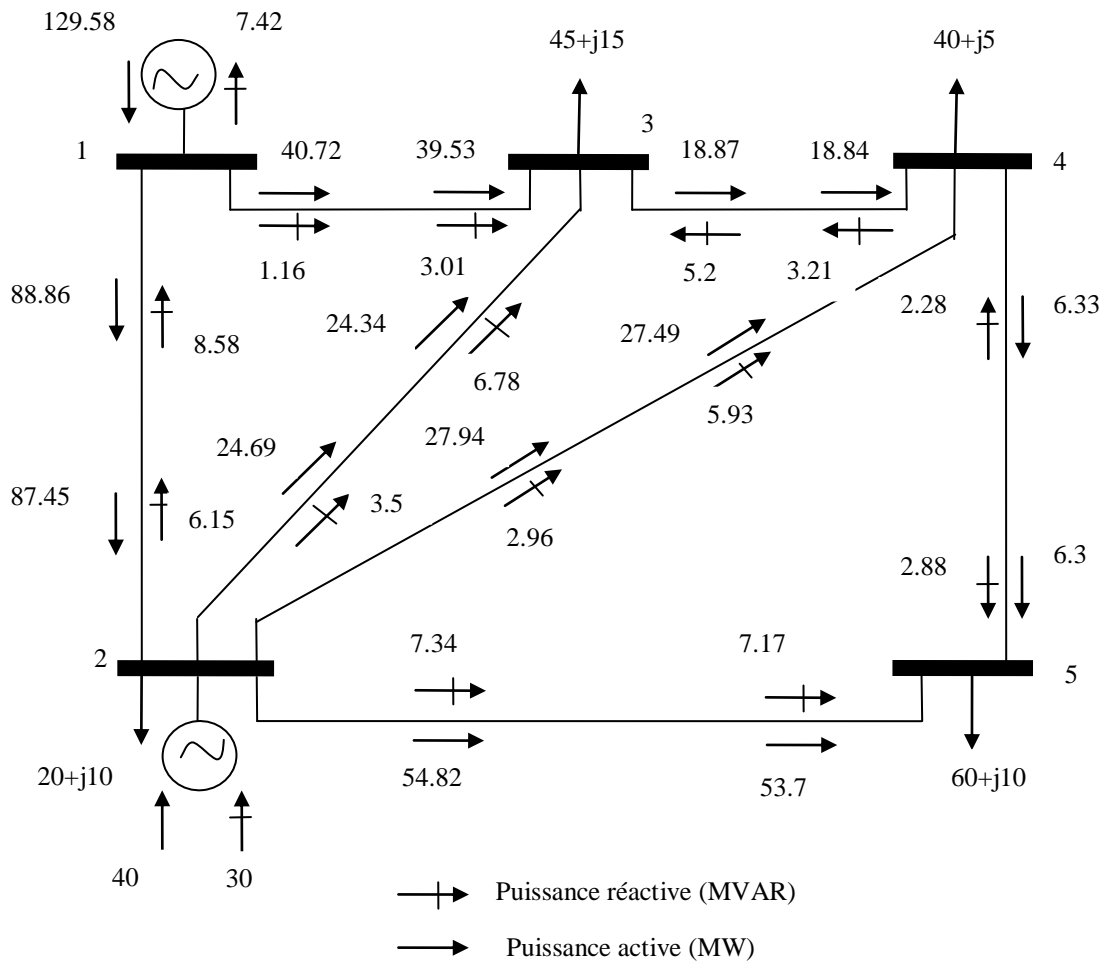 129.58 7.42
45+j15 40+j5
3
1 40.72 39.53 18.87 18.84 4
1.16 3.01 5.2 3.21
88.86 24.34 27.49 2.28 6.33
8.58
6.78
5.93
24.69 27.94
87.45 6.15 3.5 2.96
2.88 6.3
2 7.34 7.17 5
20+j10 54.82 53.7 60+j10
40 30
Puissance réactive (MVAR)
Puissance active (MW)